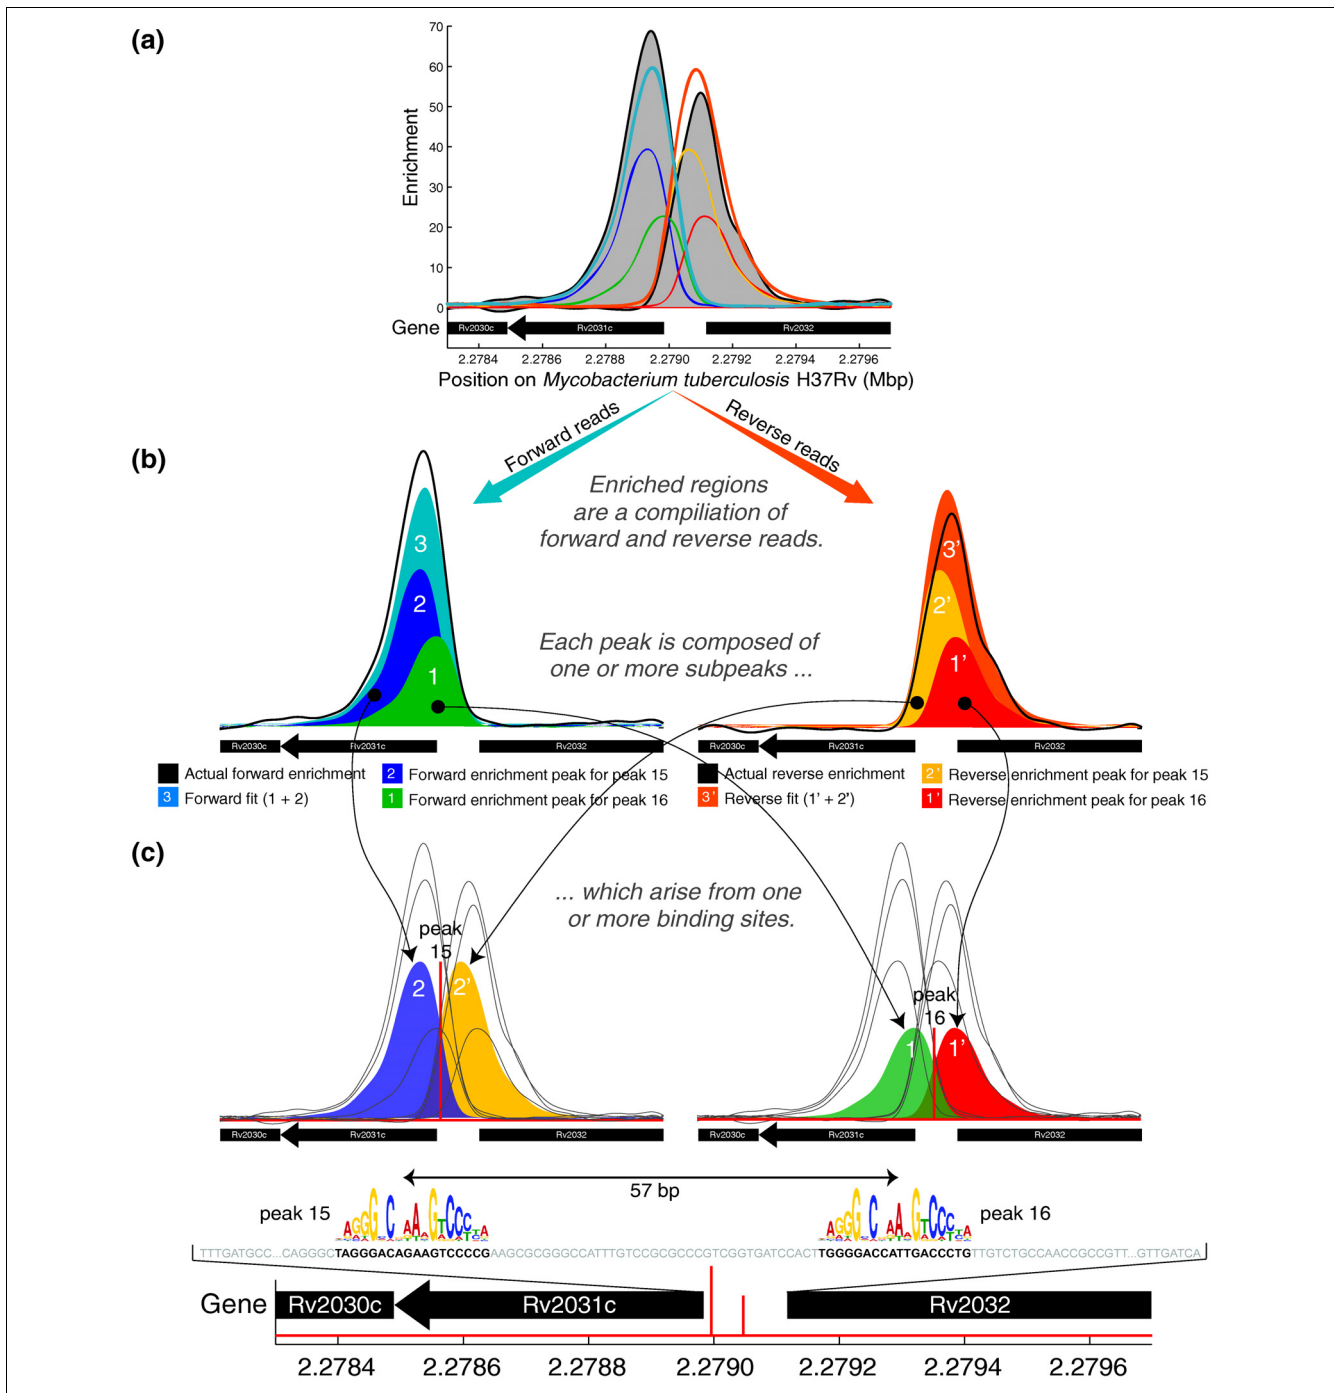 (a)
70
60
50
40
30
20
10
0
Enrichment
Gene
Rv2030c Rv2031c Rv2032
2.2784 2.2786 2.2788 2.2790 2.2792 2.2794 2.2796
Position on Mycobacterium tuberculosis H37Rv (Mbp)
Forward reads
Reverse reads
(b)
Enriched regions
are a compiliation of
forward and reverse reads.
3
2
1
3'
2'
1'
Each peak is composed of
one or more subpeaks ...
Rv2030c Rv2031c Rv2032
Rv2030c Rv2031c Rv2032
Actual forward enrichment
3 Forward fit (1 + 2)
2 Forward enrichment peak for peak 15
1 Forward enrichment peak for peak 16
Actual reverse enrichment
3' Reverse fit (1' + 2')
2' Reverse enrichment peak for peak 15
1' Reverse enrichment peak for peak 16
(c)
... which arise from one
or more binding sites.
peak
15
2 2'
peak
16
1 1'
Rv2030c Rv2031c Rv2032
Rv2030c Rv2031c Rv2032
57 bp
peak 15
peak 16
TTTGATGCC...CAGGGCTAGGGACAGAAGTCCCCGAAGCGCGGGCCATTTGTCCGCGCCCGTCGGTGATCCACTTGGGGACCATTGACCCTGTTGTCTGCCAACCGCCGTT...GTTGATCA
Gene
Rv2030c Rv2031c Rv2032
2.2784 2.2786 2.2788 2.2790 2.2792 2.2794 2.2796